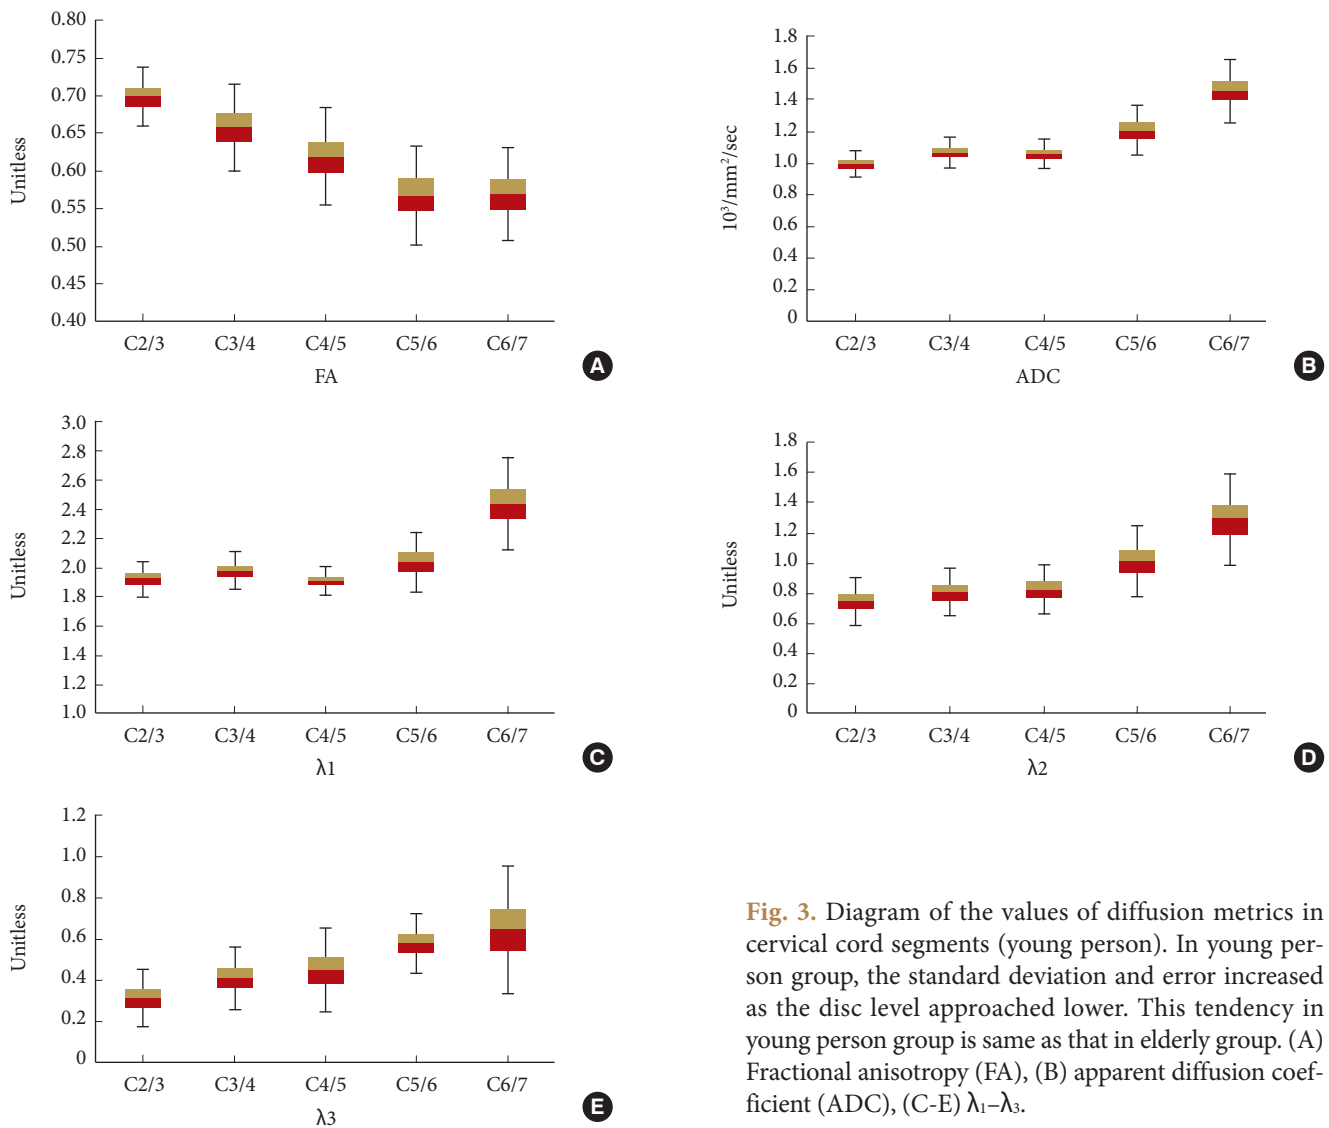 0.80
0.75
0.70
0.65
0.60
0.55
0.50
0.45
0.40
Unitless
C2/3 C3/4 C4/5 C5/6 C6/7
FA
A
1.8
1.6
1.4
1.2
1.0
0.8
0.6
0.4
0.2
0
10³/mm²/sec
C2/3 C3/4 C4/5 C5/6 C6/7
ADC
B
3.0
2.8
2.6
2.4
2.2
2.0
1.8
1.6
1.4
1.2
1.0
Unitless
C2/3 C3/4 C4/5 C5/6 C6/7
λ1
C
1.8
1.6
1.4
1.2
1.0
0.8
0.6
0.4
0.2
0
Unitless
C2/3 C3/4 C4/5 C5/6 C6/7
λ2
D
1.2
1.0
0.8
0.6
0.4
0.2
0
Unitless
C2/3 C3/4 C4/5 C5/6 C6/7
λ3
E
Fig. 3. Diagram of the values of diffusion metrics in
cervical cord segments (young person). In young per-
son group, the standard deviation and error increased
as the disc level approached lower. This tendency in
young person group is same as that in elderly group. (A)
Fractional anisotropy (FA), (B) apparent diffusion coef-
ficient (ADC), (C-E) λ₁–λ₃.